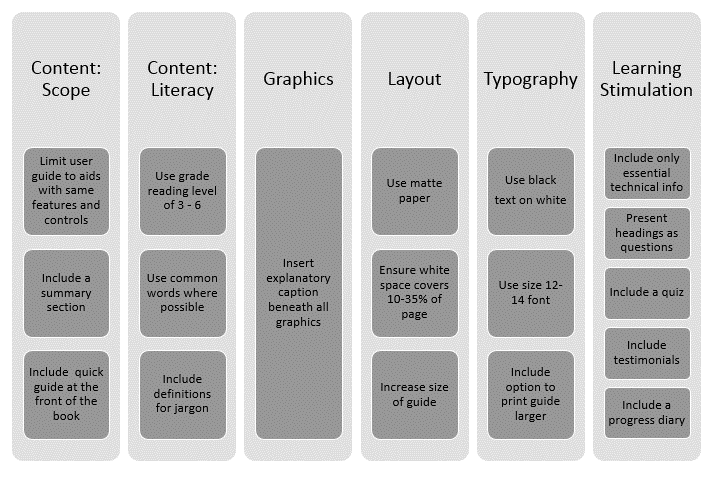 Content:
Scope
Limit user
guide to aids
with same
features and
controls
Include a
summary
section
Include quick
guide at the
front of the
book
Content:
Literacy
Use grade
reading level
of 3 - 6
Use common
words where
possible
Include
definitions
for jargon
Graphics
Insert
explanatory
caption
beneath all
graphics
Layout
Use matte
paper
Ensure white
space covers
10-35% of
page
Increase size
of guide
Typography
Use black
text on white
Use size 12-
14 font
Include
option to
print guide
larger
Learning
Stimulation
Include only
essential
technical info
Present
headings as
questions
Include a quiz
Include
testimonials
Include a
progress diary